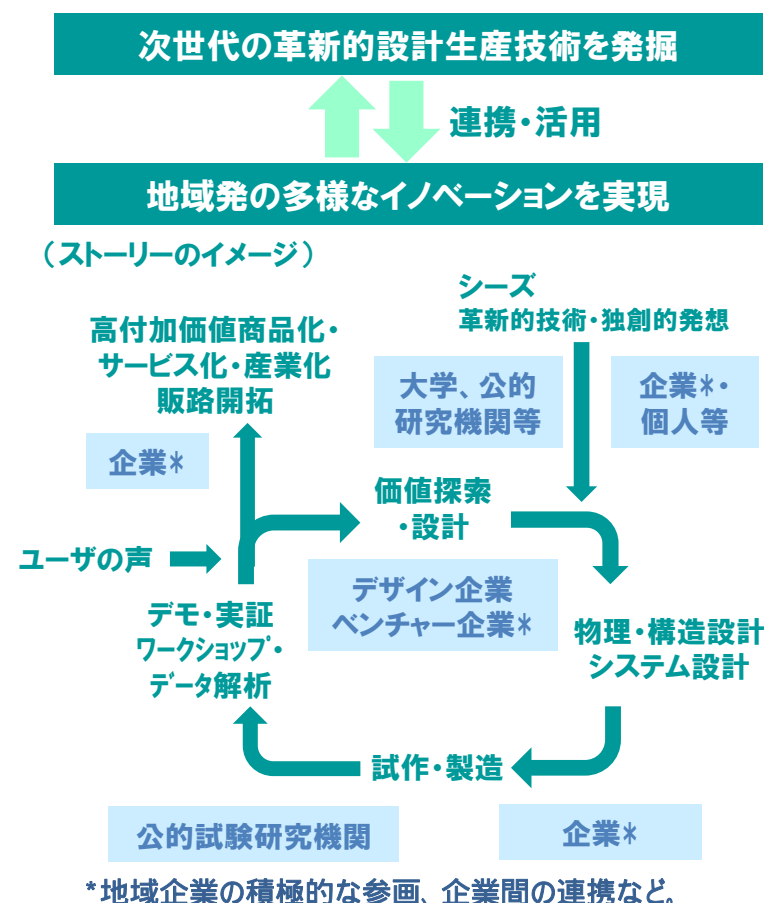 次世代の革新的設計生産技術を発掘
連携・活用
地域発の多様なイノベーションを実現
（ストーリーのイメージ）
シーズ
革新的技術・独創的発想
高付加価値商品化・
サービス化・産業化
販路開拓
大学、公的
研究機関等
企業*・
個人等
企業*
価値探索
・設計
ユーザの声
デザイン企業
ベンチャー企業*
デモ・実証
ワークショップ・
データ解析
物理・構造設計
システム設計
試作・製造
公的試験研究機関
企業*
*地域企業の積極的な参画、企業間の連携など。